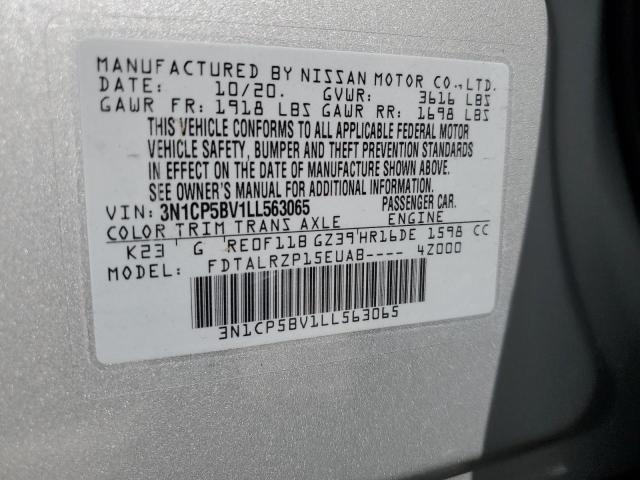 MANUFACTURED BY NISSAN MOTOR CO., LTD.
DATE: 10/20. GVWR: 3616 LBS
GAWR FR: 1918 LBS GAWR RR: 1698 LBS
THIS VEHICLE CONFORMS TO ALL APPLICABLE FEDERAL MOTOR
VEHICLE SAFETY, BUMPER AND THEFT PREVENTION STANDARDS
IN EFFECT ON THE DATE OF MANUFACTURE SHOWN ABOVE.
SEE OWNER'S MANUAL FOR ADDITIONAL INFORMATION.
VIN: 3N1CP5BV1LL563065 PASSENGER CAR.
COLOR TRIM TRANS AXLE ENGINE
K23 ' G RE0F11B GZ39 ' HR16DE 1598 CC
MODEL: FDTALRZP15EUAB---- 4Z000
3N1CP5BV1LL563065